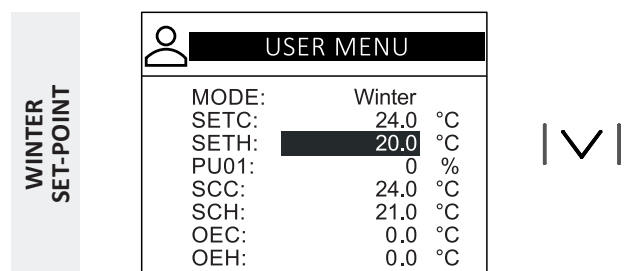 WINTER
SET-POINT
USER MENU
MODE: Winter
SETC: 24.0 °C
SETH: 20.0 °C
PU01: 0 %
SCC: 24.0 °C
SCH: 21.0 °C
OEC: 0.0 °C
OEH: 0.0 °C